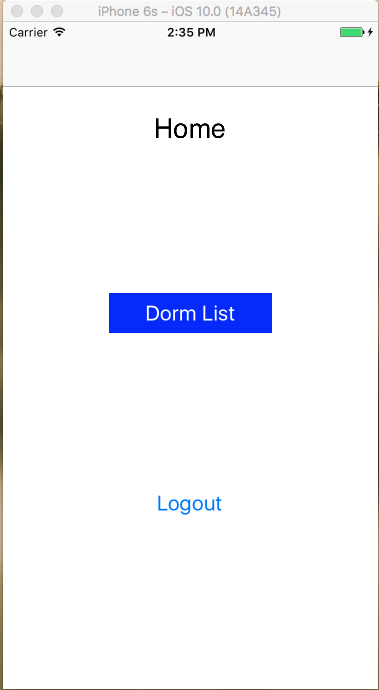 iPhone 6s – iOS 10.0 (14A345)
Carrier 2:35 PM
Home
Dorm List
Logout